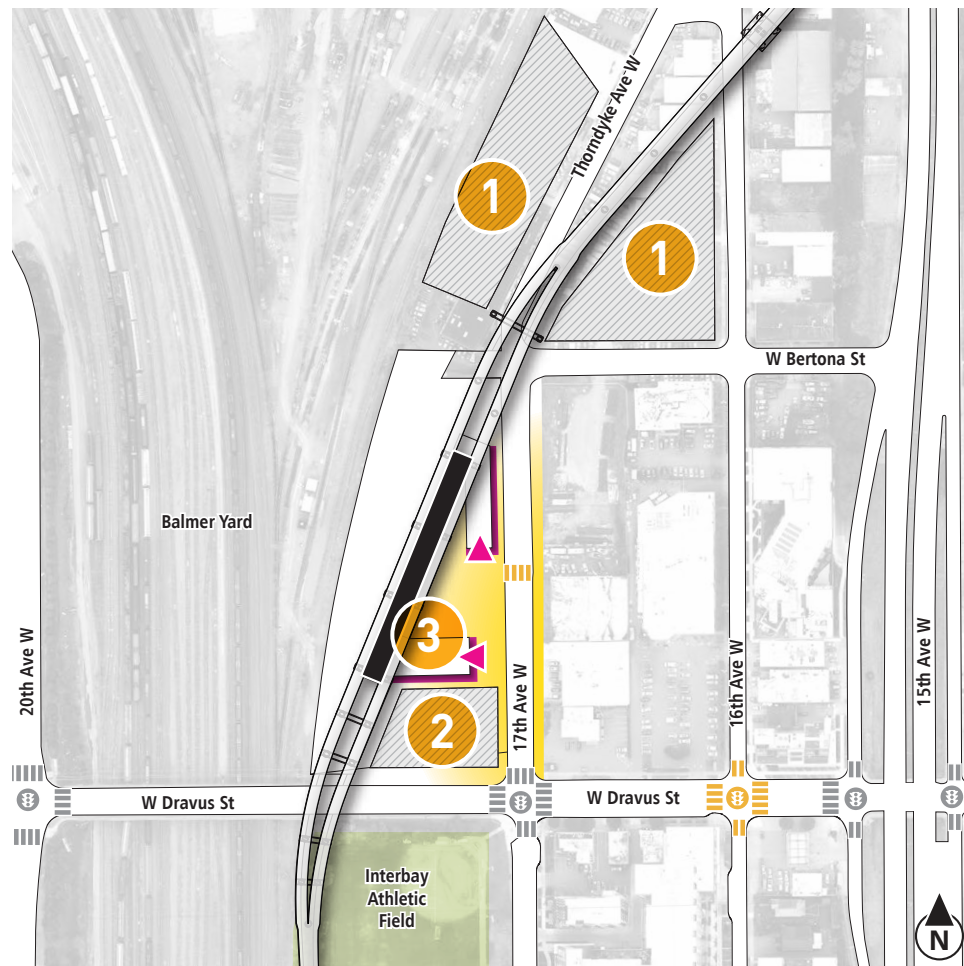 Thorndyke Ave W
1
1
W Bertona St
Balmer Yard
3
20th Ave W
17th Ave W
16th Ave W
15th Ave W
2
W Dravus St
W Dravus St
Interbay
Athletic
Field
N